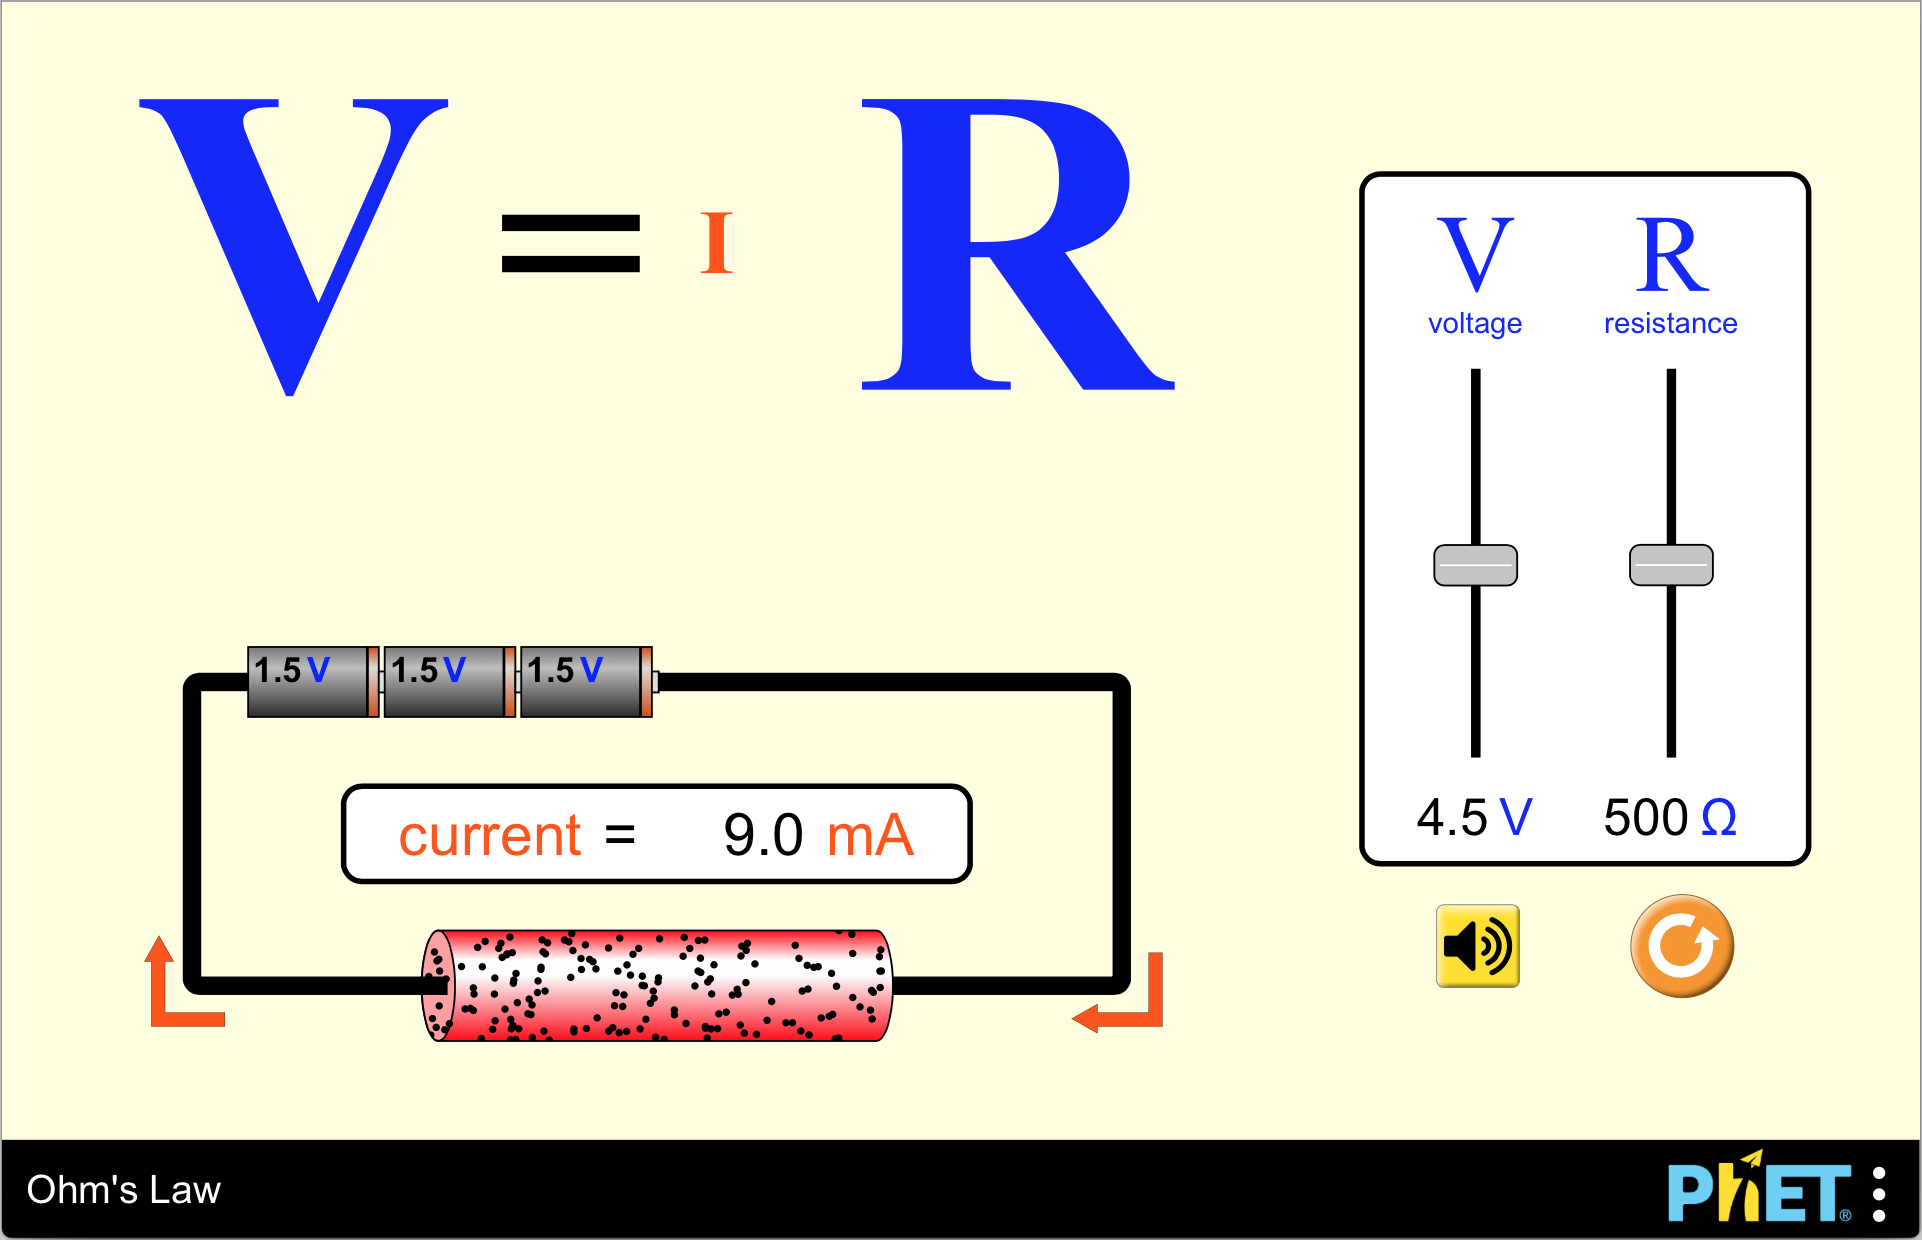 V = I R
V R
voltage resistance
1.5 V 1.5 V 1.5 V
current = 9.0 mA
4.5 V 500 Ω
Ohm's Law
PhET®